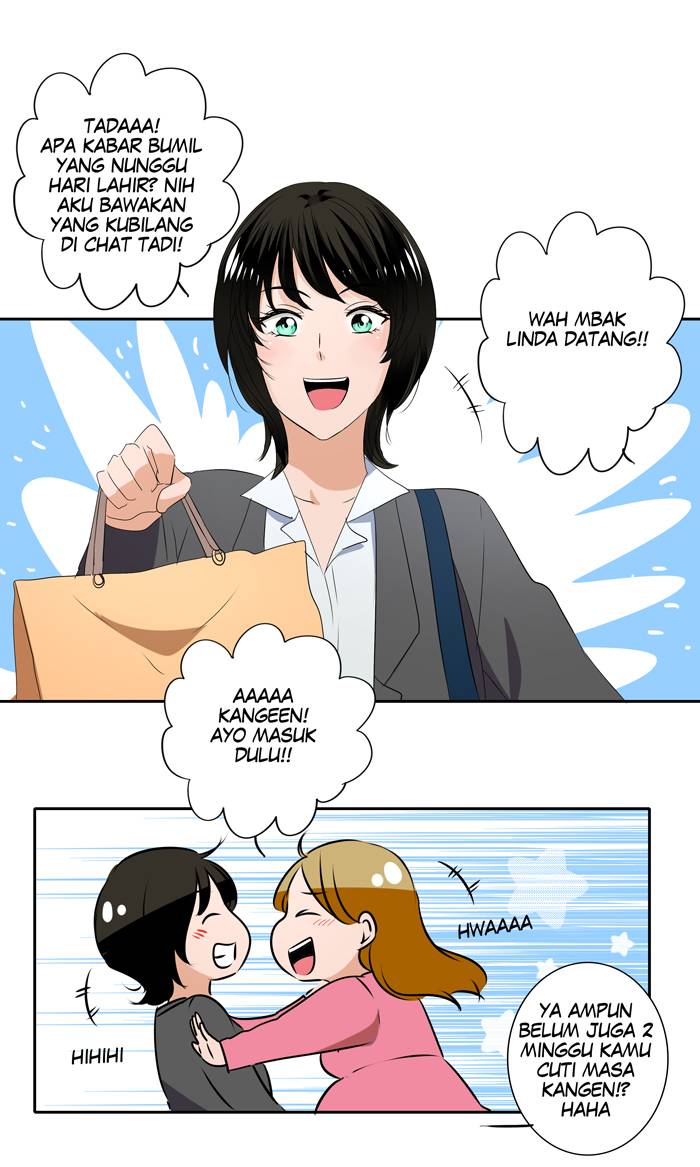 TADAAA!
APA KABAR BUMIL
YANG NUNGGU
HARI LAHIR? NIH
AKU BAWAKAN
YANG KUBILANG
DI CHAT TADI!
WAH MBAK
LINDA DATANG!!
AAAAA
KANGEEN!
AYO MASUK
DULU!!
HWAAAA
HIHIHI
YA AMPUN
BELUM JUGA 2
MINGGU KAMU
CUTI MASA
KANGEN!?
HAHA